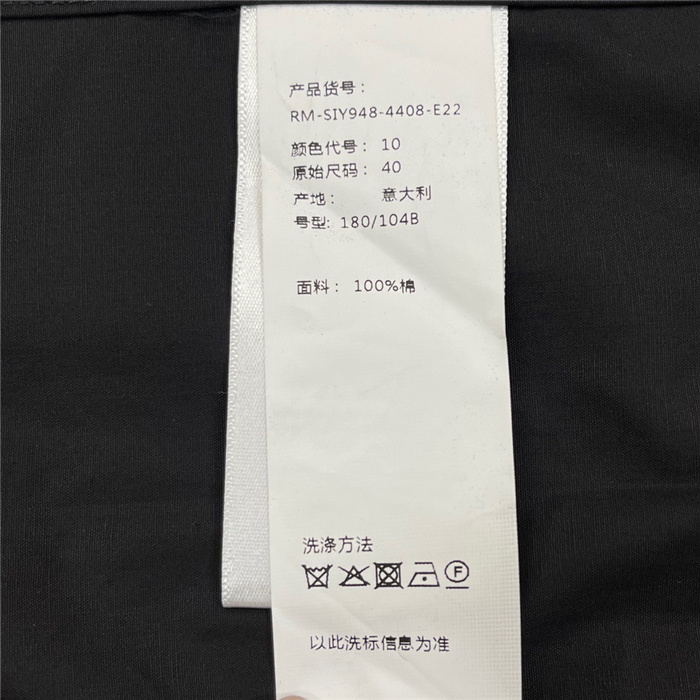 产品货号：
RM-SIY948-4408-E22
颜色代号：10
原始尺码：40
产地： 意大利
号型: 180/104B
面料：100%棉
洗涤方法
F
以此洗标信息为准